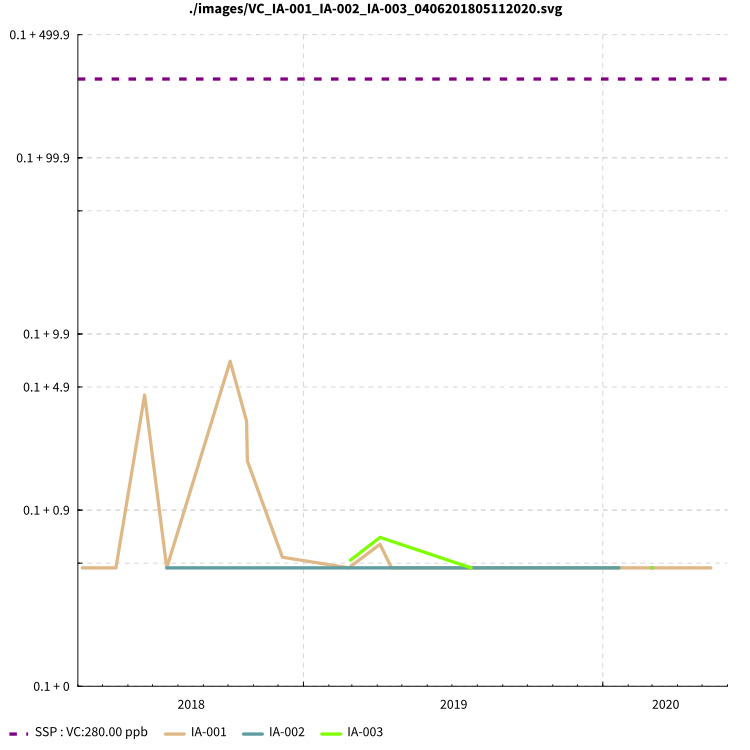 ./images/VC_IA-001_IA-002_IA-003_0406201805112020.svg
0.1 + 499.9
0.1 + 99.9
0.1 + 9.9
0.1 + 4.9
0.1 + 0.9
0.1 + 0
2018 2019 2020
SSP : VC:280.00 ppb IA-001 IA-002 IA-003